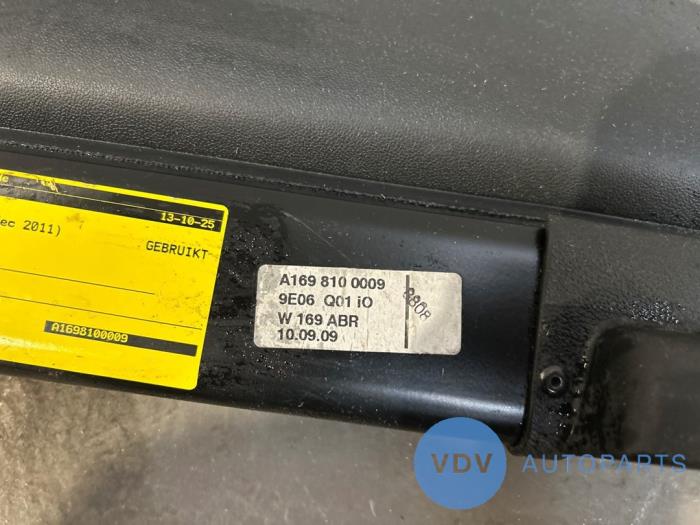 13-10-25
ec 2011)
GEBRUIKT
A1698100009
A169 810 0009
9E06 Q01 iO
W 169 ABR
10.09.09
8808
VDV AUTOPARTS